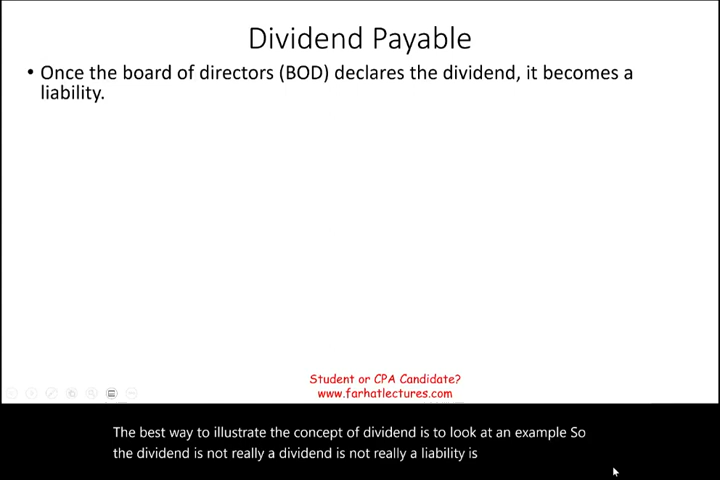 Dividend Payable
• Once the board of directors (BOD) declares the dividend, it becomes a
liability.
Student or CPA Candidate?
www.farhatlectures.com
The best way to illustrate the concept of dividend is to look at an example So
the dividend is not really a dividend is not really a liability is